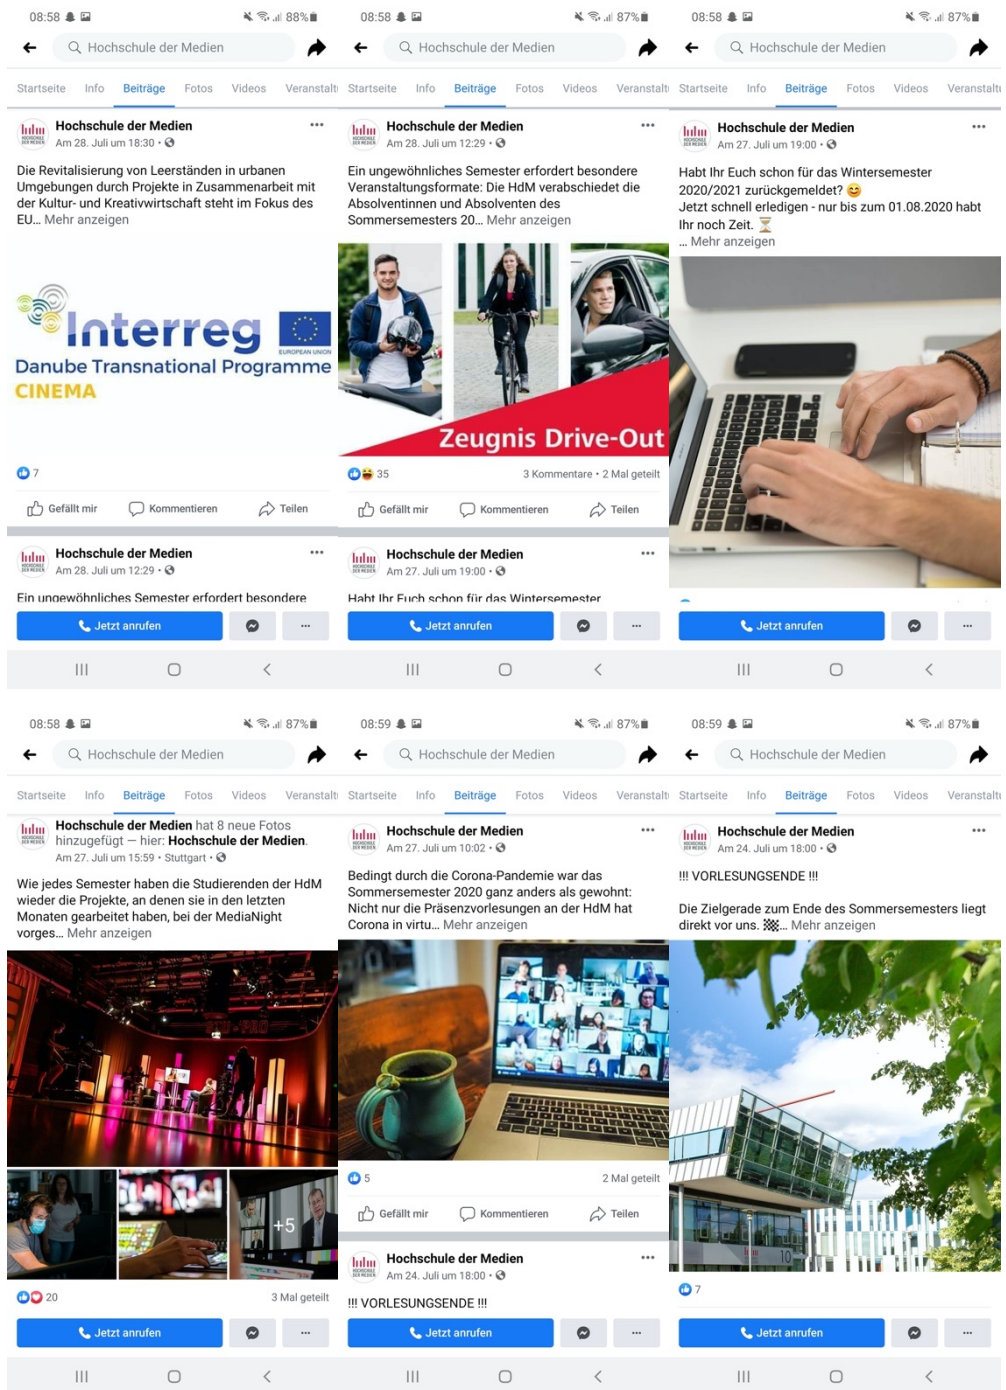 08:58 88%
Hochschule der Medien
Startseite Info Beiträge Fotos Videos Veranstalt
Hochschule der Medien
Am 28. Juli um 18:30 •
Die Revitalisierung von Leerständen in urbanen
Umgebungen durch Projekte in Zusammenarbeit mit
der Kultur- und Kreativwirtschaft steht im Fokus des
EU... Mehr anzeigen
Interreg
EUROPEAN UNION
Danube Transnational Programme
CINEMA
7
Gefällt mir Kommentieren Teilen
Hochschule der Medien
Am 28. Juli um 12:29 •
Ein ungewöhnliches Semester erfordert besondere
Jetzt anrufen
08:58 87%
Hochschule der Medien
Startseite Info Beiträge Fotos Videos Veranstalt
Hochschule der Medien
Am 28. Juli um 12:29 •
Ein ungewöhnliches Semester erfordert besondere
Veranstaltungsformate: Die HdM verabschiedet die
Absolventinnen und Absolventen des
Sommersemesters 20... Mehr anzeigen
Zeugnis Drive-Out
35 3 Kommentare • 2 Mal geteilt
Gefällt mir Kommentieren Teilen
Hochschule der Medien
Am 27. Juli um 19:00 •
Habt Ihr Euch schon für das Wintersemester
Jetzt anrufen
08:58 87%
Hochschule der Medien
Startseite Info Beiträge Fotos Videos Veranstaltu
Hochschule der Medien
Am 27. Juli um 19:00 •
Habt Ihr Euch schon für das Wintersemester
2020/2021 zurückgemeldet? 😊
Jetzt schnell erledigen - nur bis zum 01.08.2020 habt
Ihr noch Zeit. ⏳
... Mehr anzeigen
Jetzt anrufen
08:58 87%
Hochschule der Medien
Startseite Info Beiträge Fotos Videos Veranstalt
Hochschule der Medien hat 8 neue Fotos
hinzugefügt — hier: Hochschule der Medien.
Am 27. Juli um 15:59 • Stuttgart •
Wie jedes Semester haben die Studierenden der HdM
wieder die Projekte, an denen sie in den letzten
Monaten gearbeitet haben, bei der MediaNight
vorges... Mehr anzeigen
+5
20 3 Mal geteilt
Jetzt anrufen
08:59 87%
Hochschule der Medien
Startseite Info Beiträge Fotos Videos Veranstalt
Hochschule der Medien
Am 27. Juli um 10:02 •
Bedingt durch die Corona-Pandemie war das
Sommersemester 2020 ganz anders als gewohnt:
Nicht nur die Präsenzvorlesungen an der HdM hat
Corona in virtu... Mehr anzeigen
5 2 Mal geteilt
Gefällt mir Kommentieren Teilen
Hochschule der Medien
Am 24. Juli um 18:00 •
!!! VORLESUNGSENDE !!!
Jetzt anrufen
08:59 87%
Hochschule der Medien
Startseite Info Beiträge Fotos Videos Veranstaltu
Hochschule der Medien
Am 24. Juli um 18:00 •
!!! VORLESUNGSENDE !!!
Die Zielgerade zum Ende des Sommersemesters liegt
direkt vor uns. 🏁... Mehr anzeigen
10
7
Jetzt anrufen